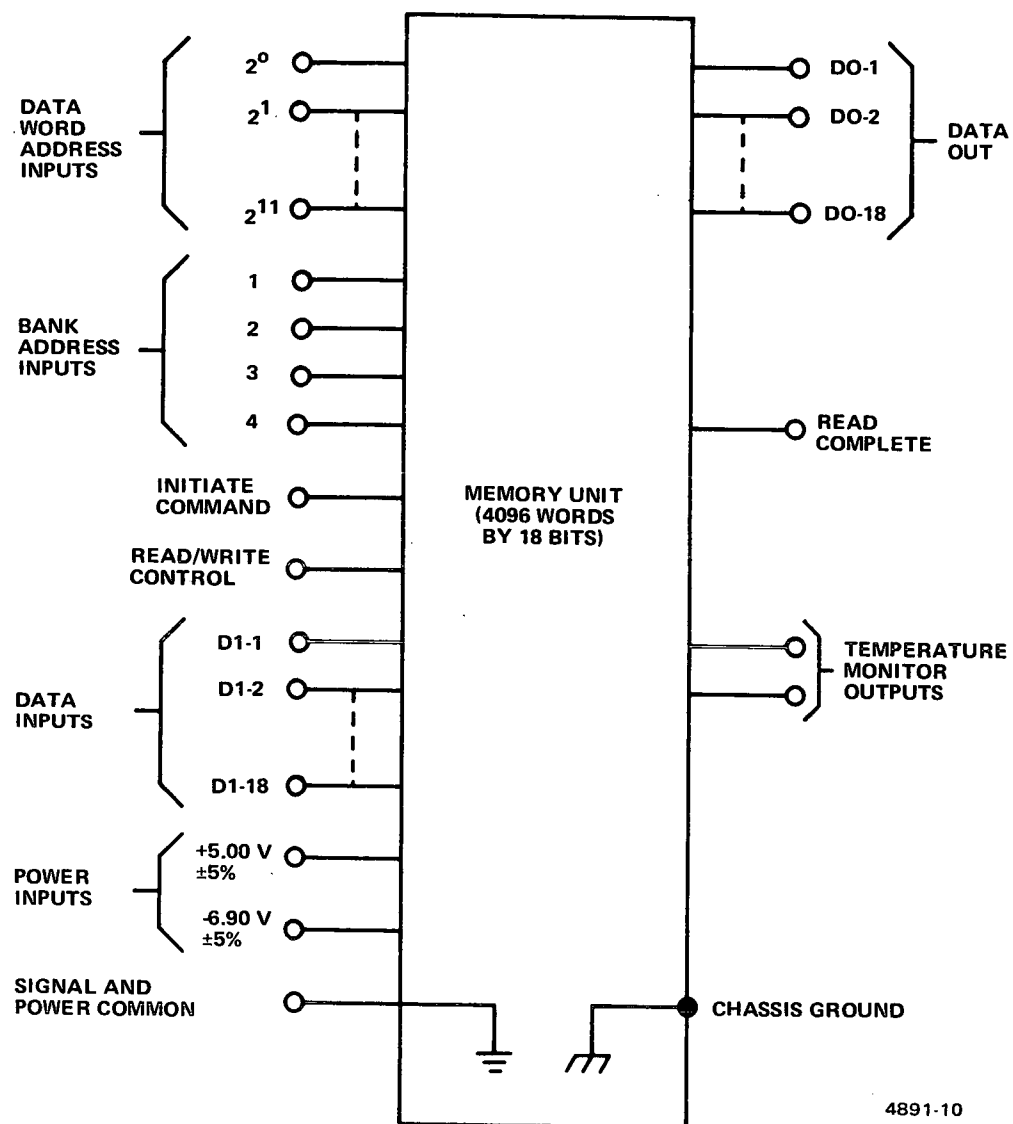 DATA
WORD
ADDRESS
INPUTS
2⁰
2¹
2¹¹
BANK
ADDRESS
INPUTS
1
2
3
4
INITIATE
COMMAND
READ/WRITE
CONTROL
DATA
INPUTS
D1-1
D1-2
D1-18
POWER
INPUTS
+5.00 V
±5%
-6.90 V
±5%
SIGNAL AND
POWER COMMON
MEMORY UNIT
(4096 WORDS
BY 18 BITS)
DO-1
DO-2
DO-18
DATA
OUT
READ
COMPLETE
TEMPERATURE
MONITOR
OUTPUTS
CHASSIS GROUND
4891-10